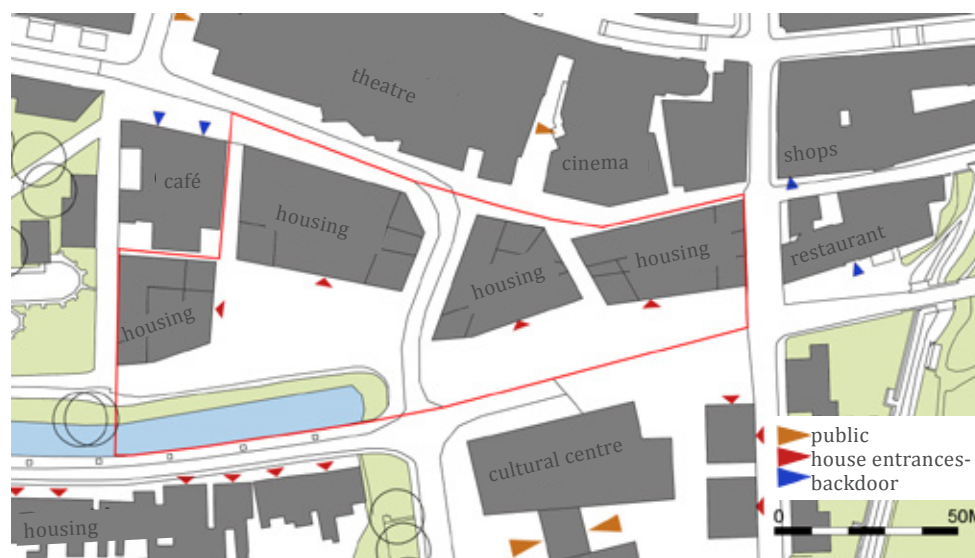 theatre
cinema
shops
café
housing
housing
restaurant
housing
housing
public
house entrances-
backdoor
cultural centre
0 50M
housing